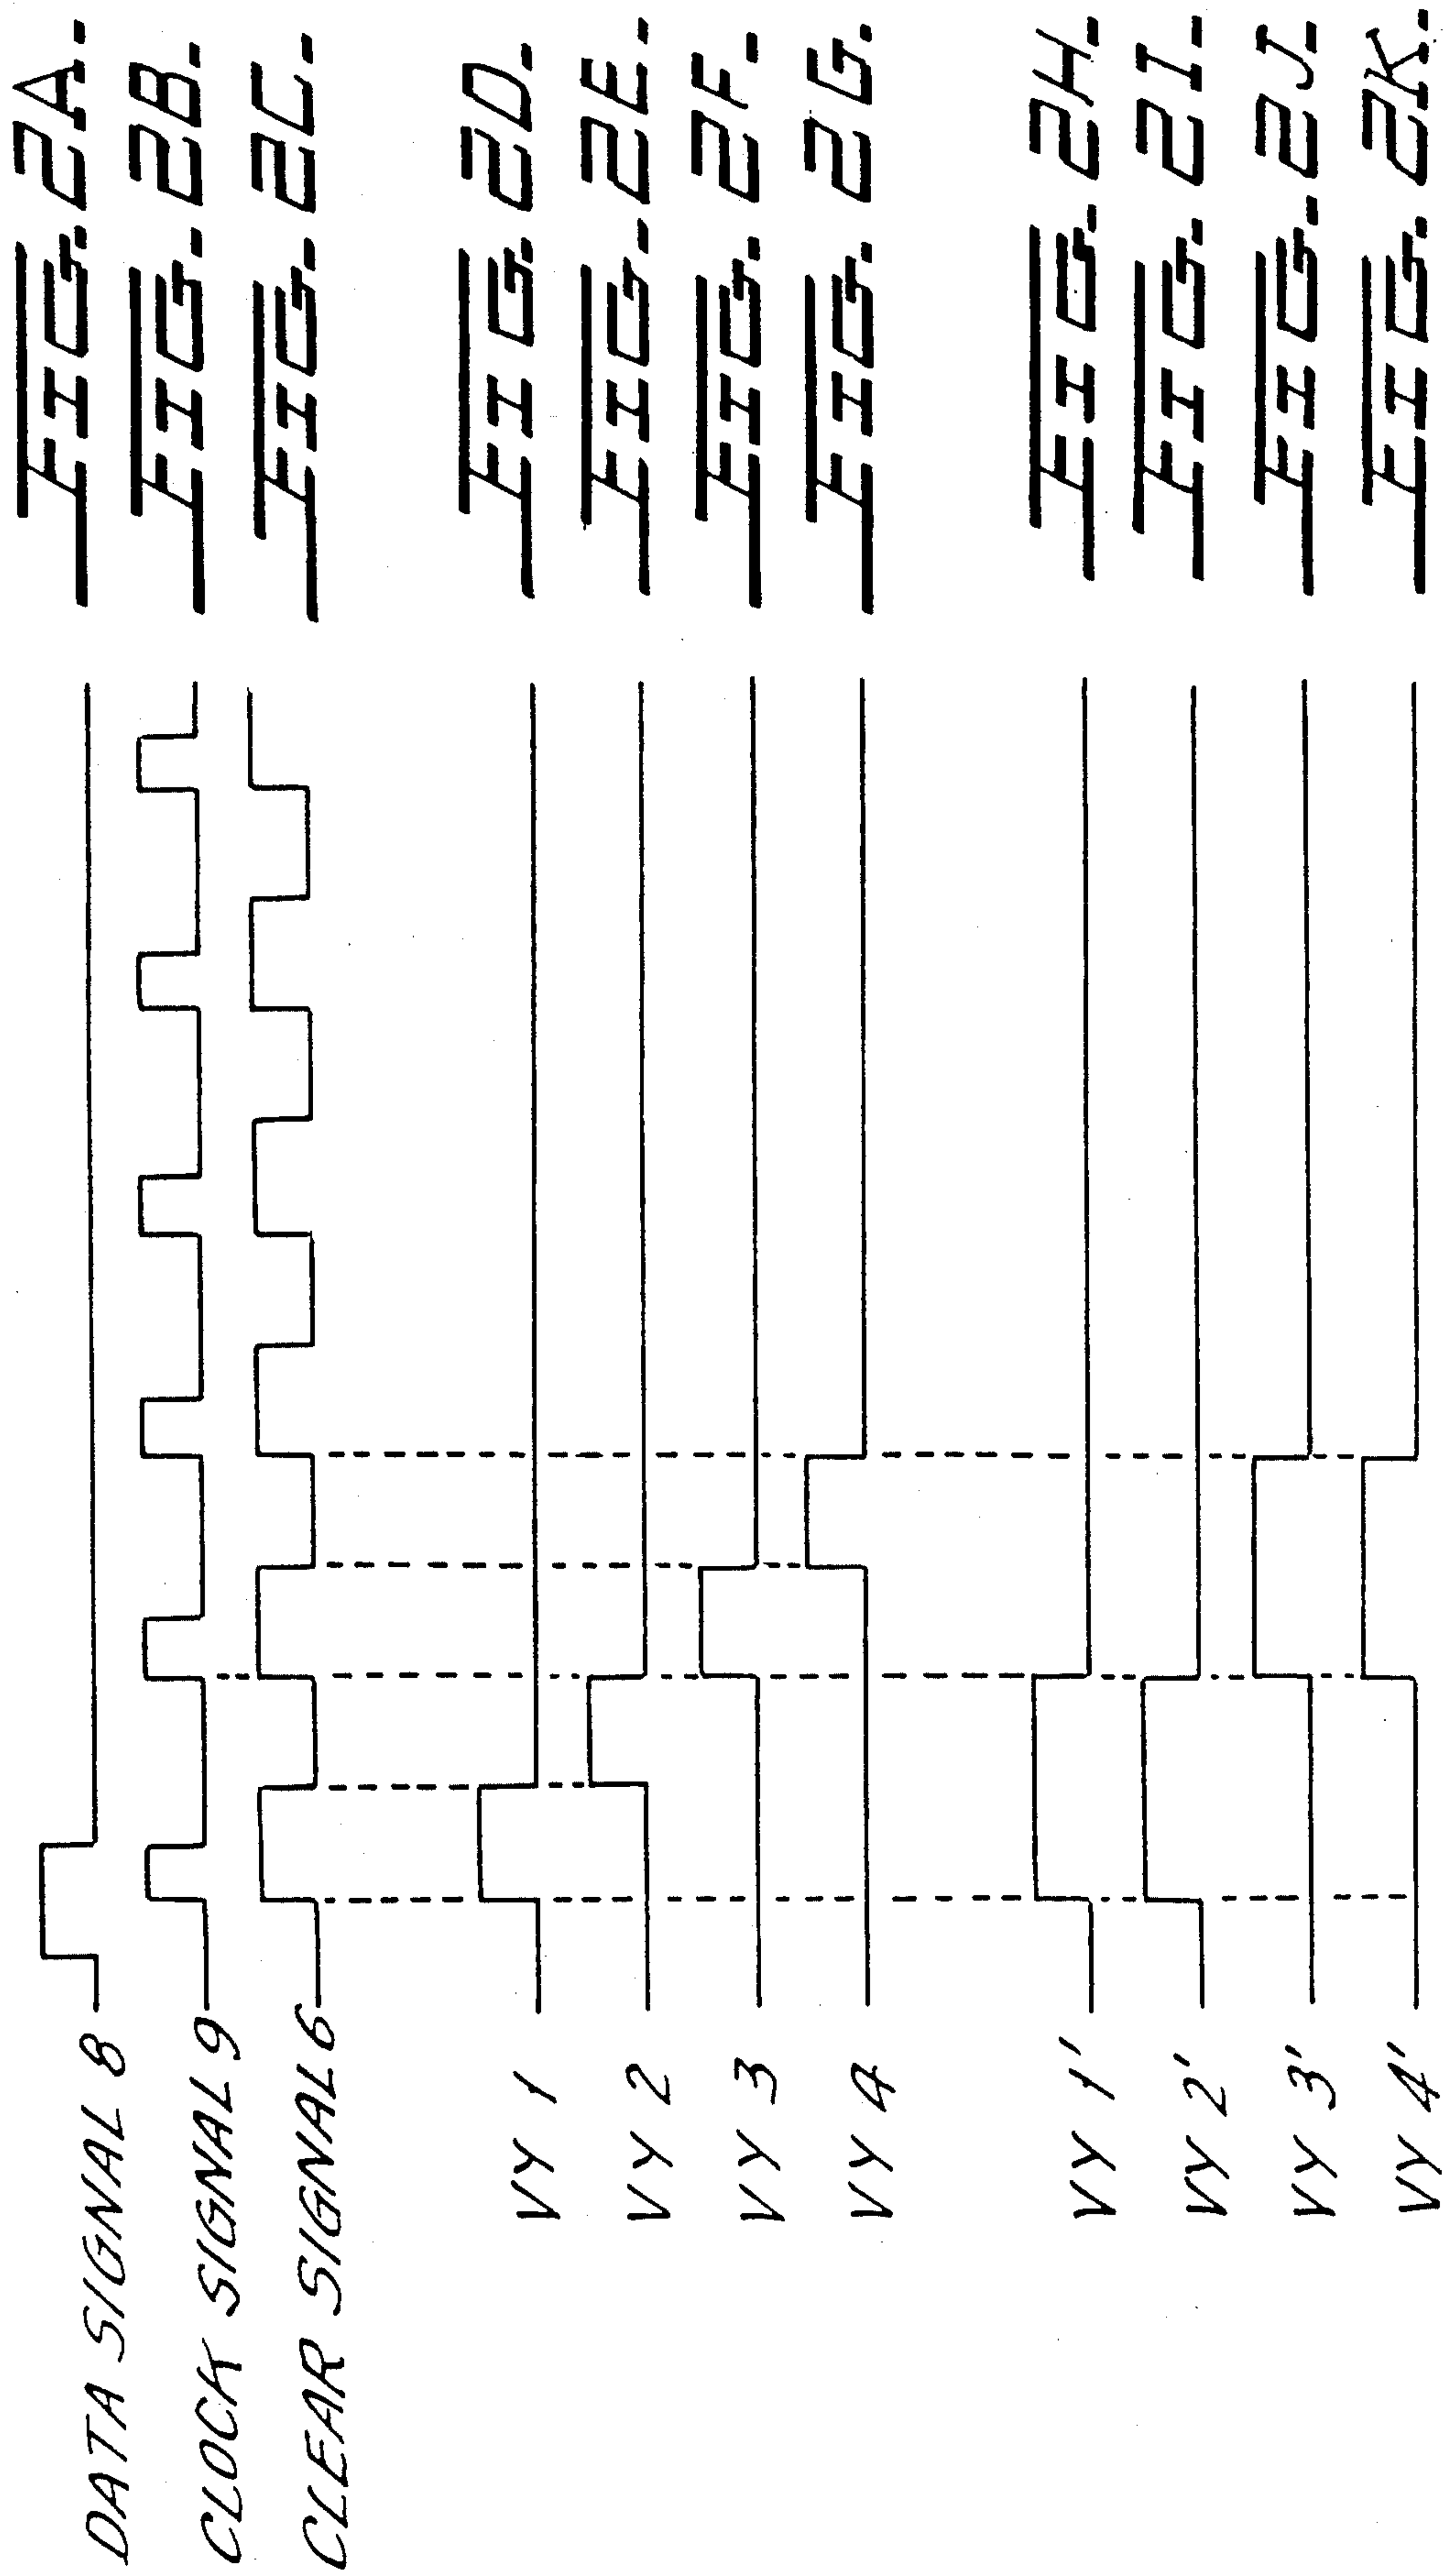 DATA SIGNAL 8 FIG. 2A.
CLOCK SIGNAL 9 FIG. 2B.
CLEAR SIGNAL 6 FIG. 2C.
VY 1 FIG. 2D.
VY 2 FIG. 2E.
VY 3 FIG. 2F.
VY 4 FIG. 2G.
VY 1' FIG. 2H.
VY 2' FIG. 2I.
VY 3' FIG. 2J.
VY 4' FIG. 2K.